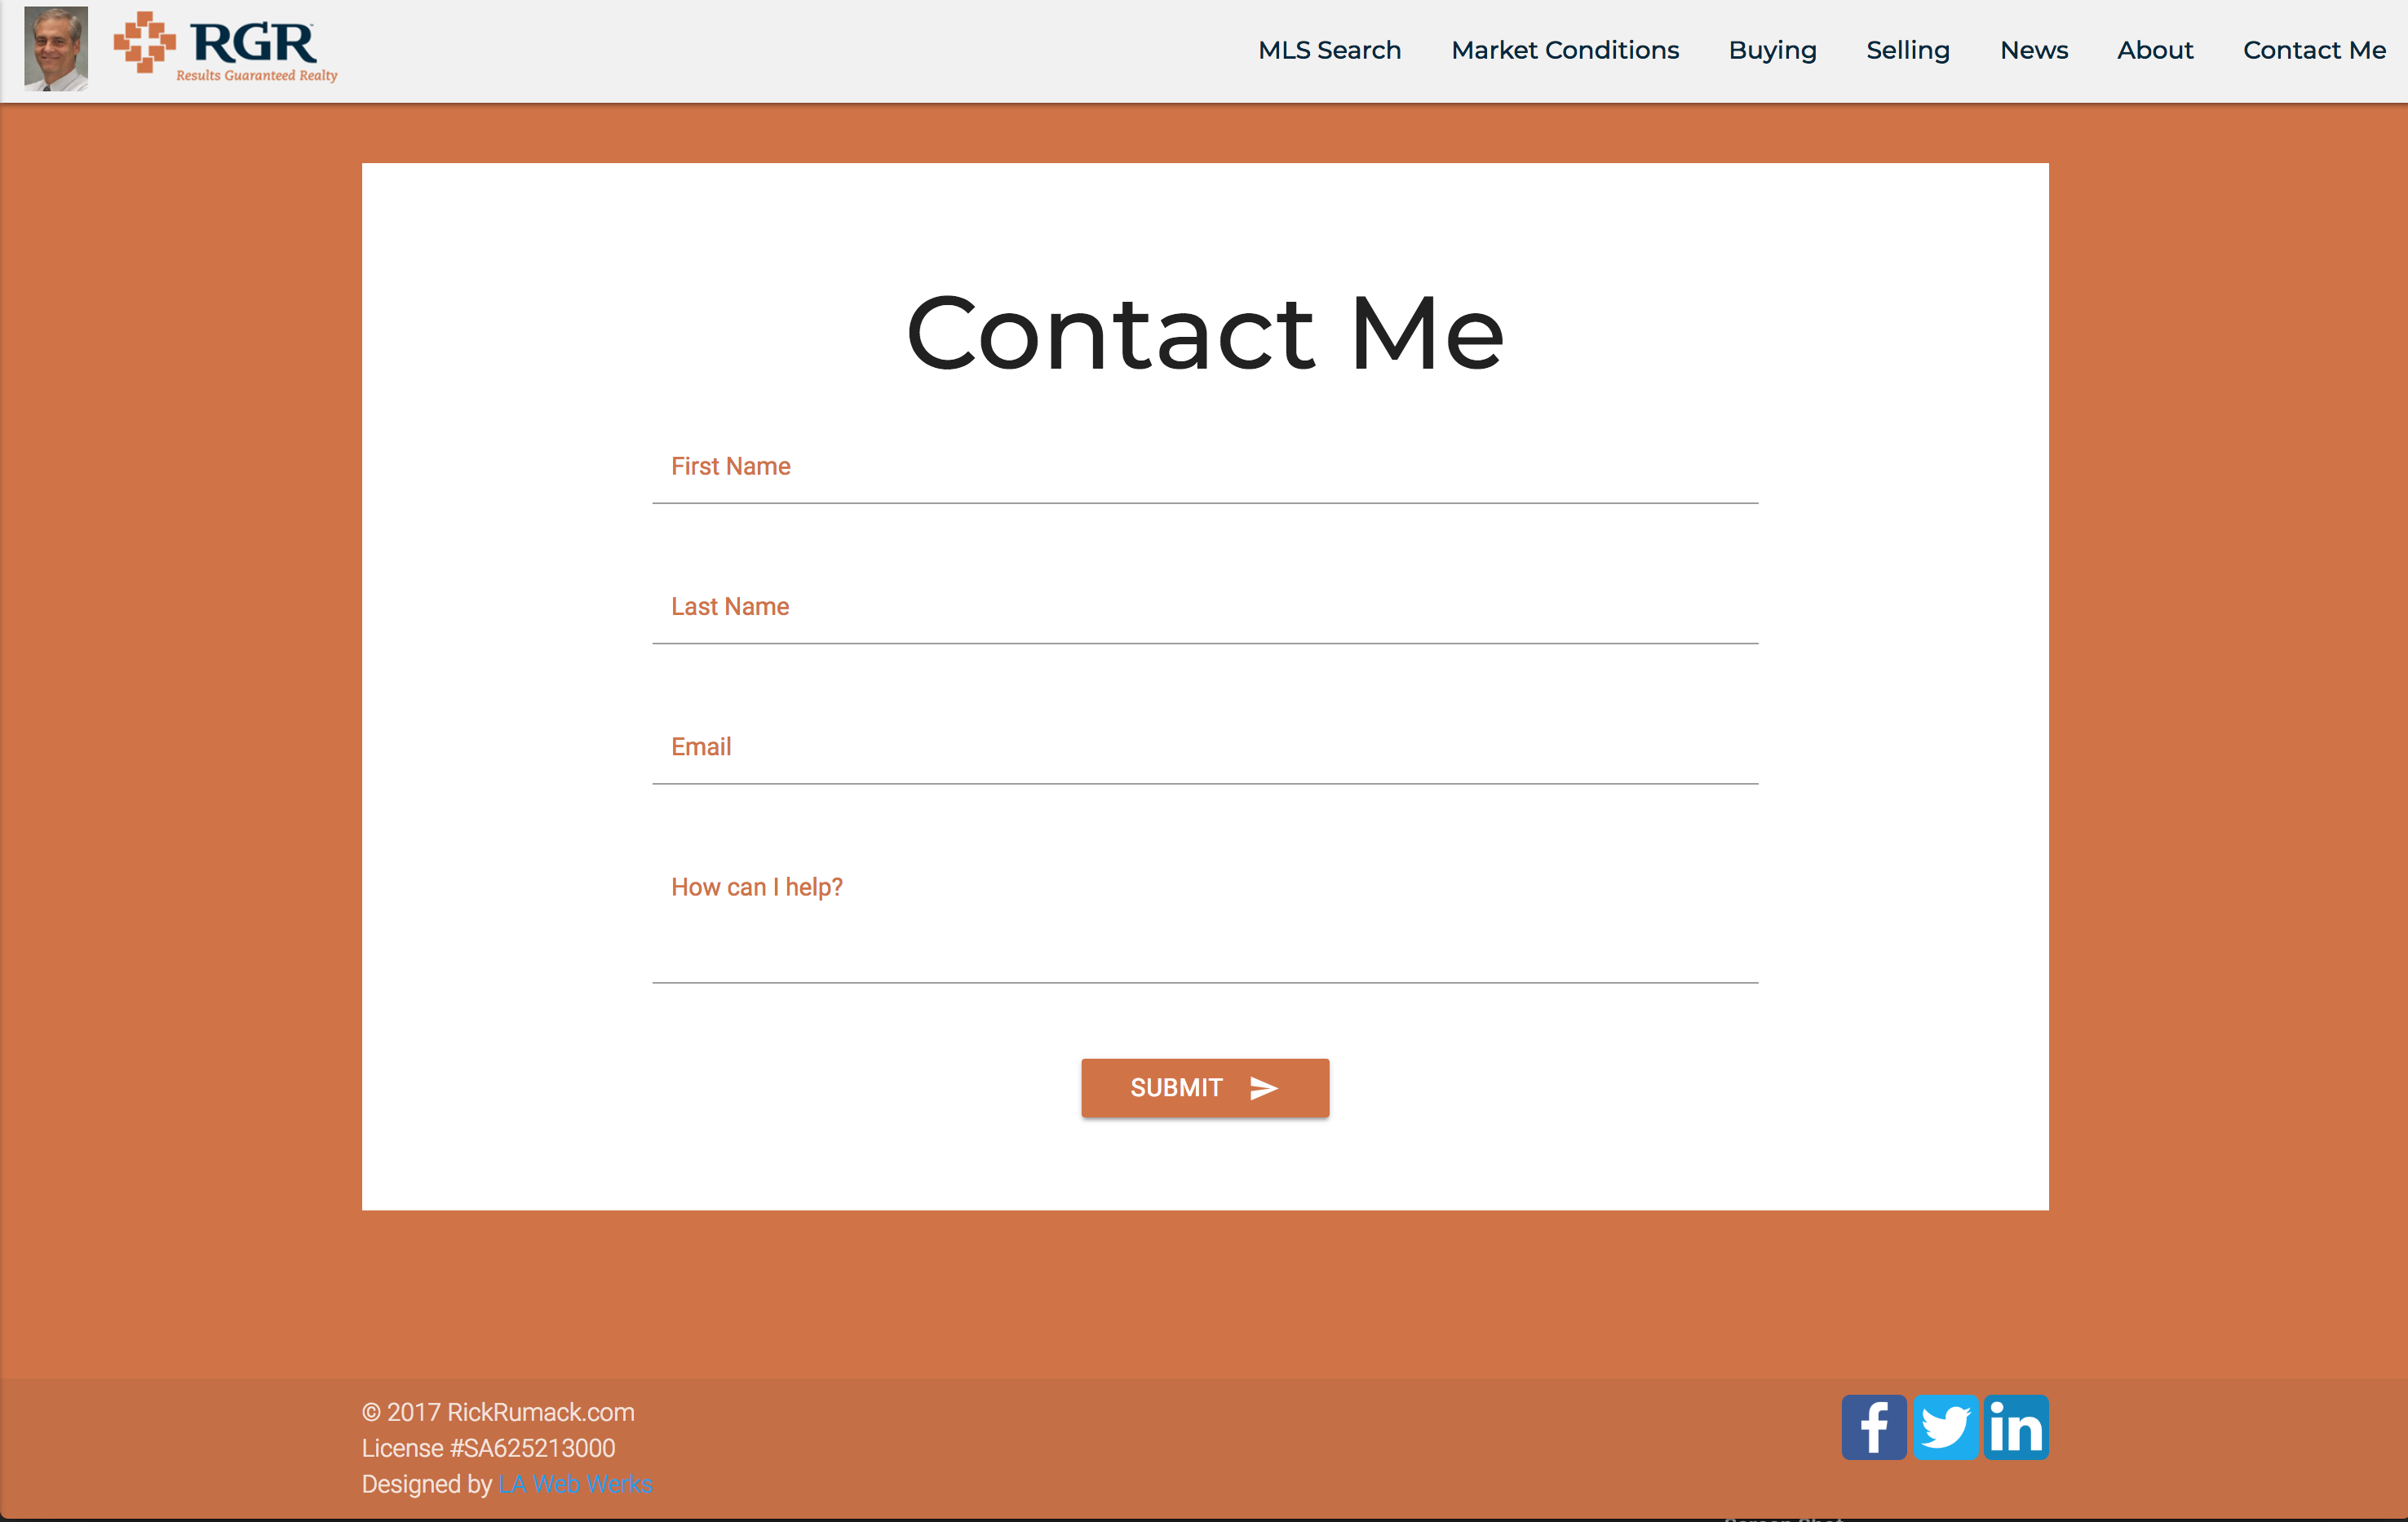 RGR™
Results Guaranteed Realty
MLS Search Market Conditions Buying Selling News About Contact Me
Contact Me
First Name
Last Name
Email
How can I help?
SUBMIT
© 2017 RickRumack.com
License #SA625213000
Designed by LA Web Werks
f in